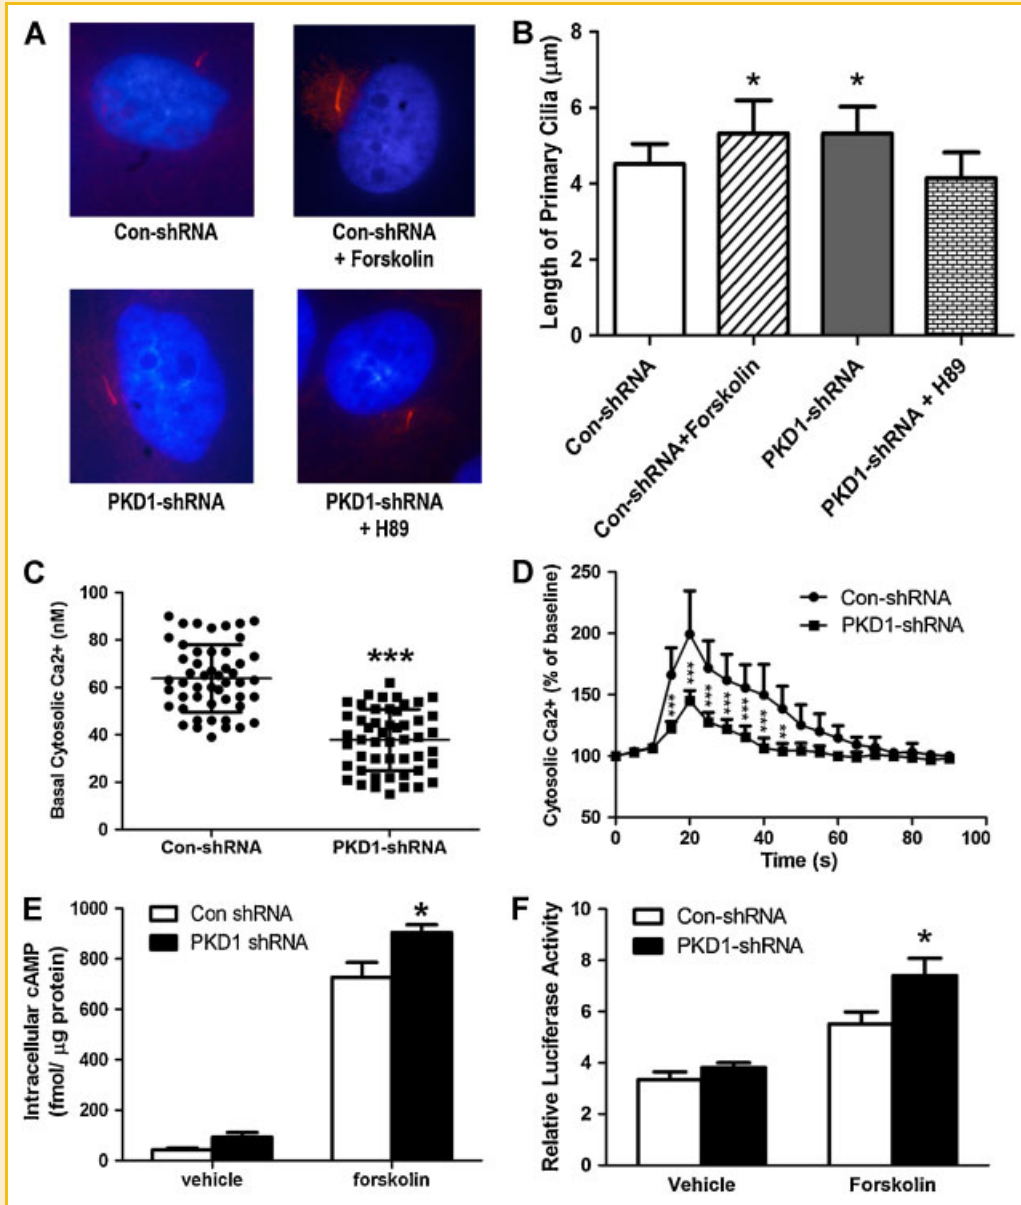 A
Con-shRNA
Con-shRNA
+ Forskolin
PKD1-shRNA
PKD1-shRNA
+ H89
B
Length of Primary Cilia (μm)
8
6
4
2
0
*
*
Con-shRNA
Con-shRNA+Forskolin
PKD1-shRNA
PKD1-shRNA + H89
C
Basal Cytosolic Ca2+ (nM)
100
80
60
40
20
0
***
Con-shRNA
PKD1-shRNA
D
Cytosolic Ca2+ (% of baseline)
250
200
150
100
50
Con-shRNA
PKD1-shRNA
***
***
***
***
***
***
**
0
20
40
60
80
100
Time (s)
E
Intracellular cAMP
(fmol/ μg protein)
1000
800
600
400
200
0
Con shRNA
PKD1 shRNA
*
vehicle
forskolin
F
Relative Luciferase Activity
10
8
6
4
2
0
Con-shRNA
PKD1-shRNA
*
Vehicle
Forskolin